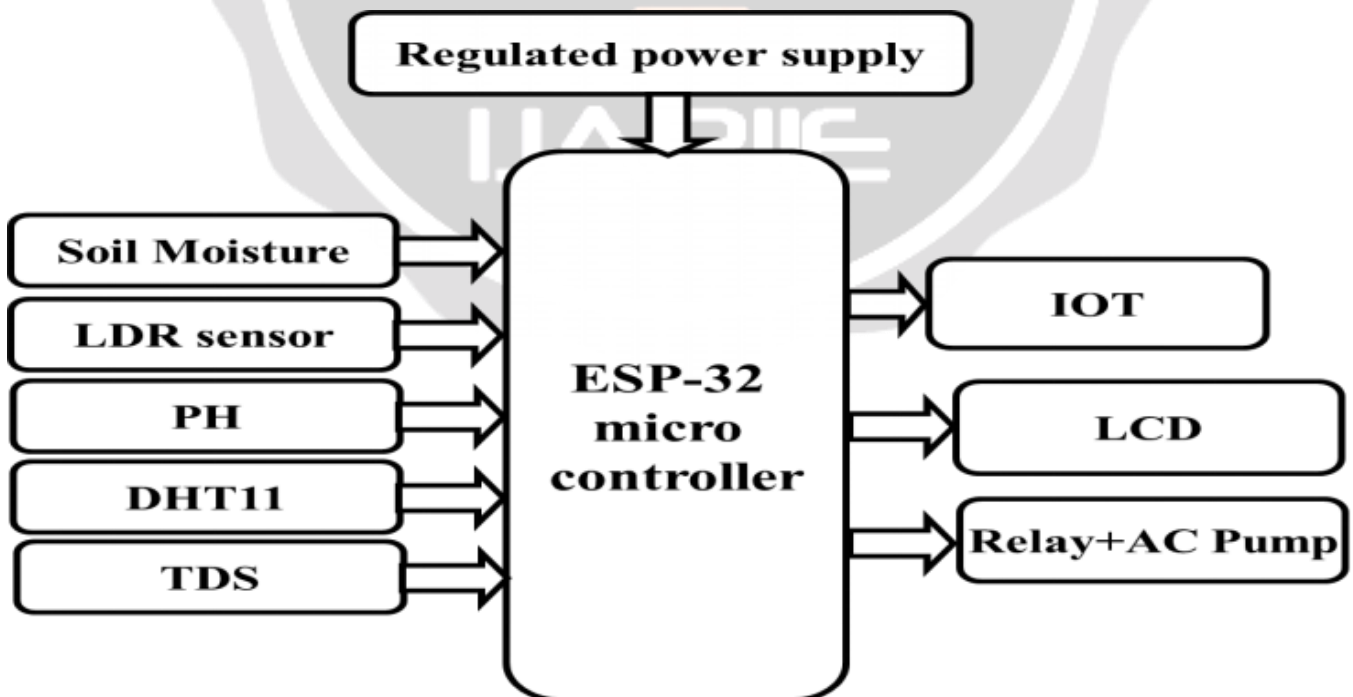 Regulated power supply
Soil Moisture
LDR sensor
PH
DHT11
TDS
ESP-32
micro
controller
IOT
LCD
Relay+AC Pump